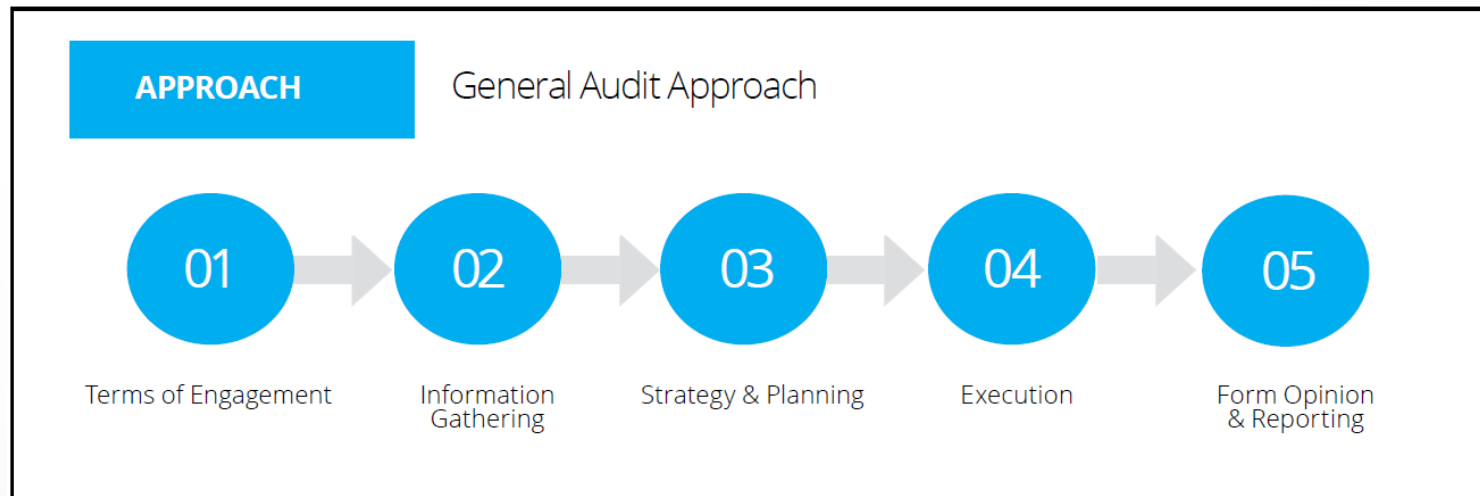 APPROACH
General Audit Approach
01
02
03
04
05
Terms of Engagement
Information
Gathering
Strategy & Planning
Execution
Form Opinion
& Reporting